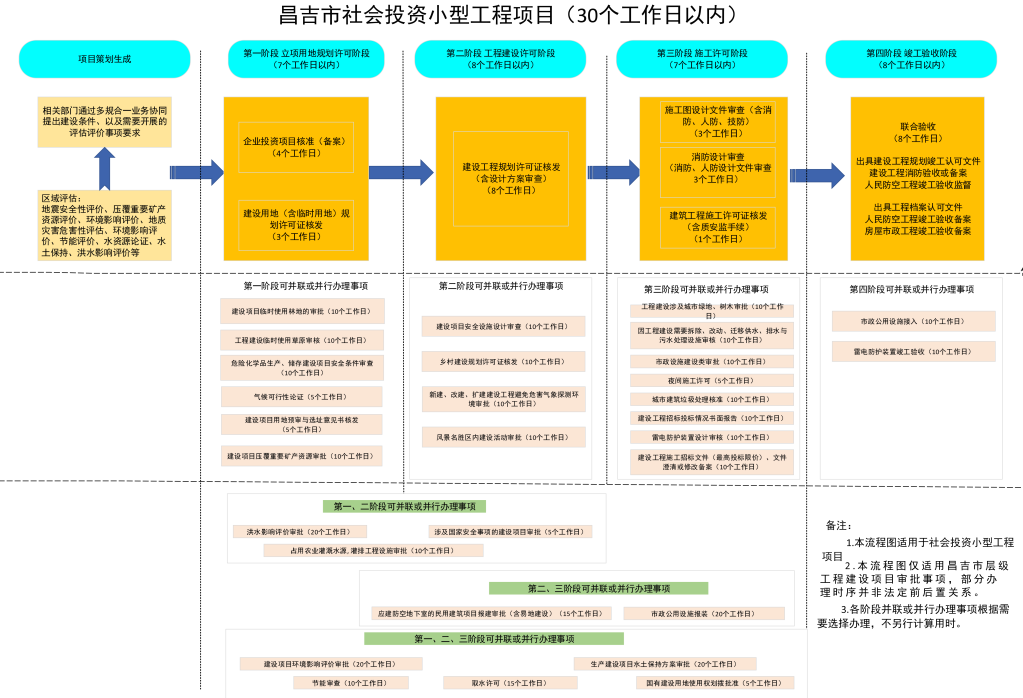 昌吉市社会投资小型工程项目（30个工作日以内）
项目策划生成
第一阶段 立项用地规划许可阶段
（7个工作日以内）
第二阶段 工程建设许可阶段
（8个工作日以内）
第三阶段 施工许可阶段
（7个工作日以内）
第四阶段 竣工验收阶段
（8个工作日以内）
相关部门通过多规合一业务协同
提出建设条件、以及需要开展的
评估评价事项要求
区域评估:
地震安全性评价、压覆重要矿产
资源评价、环境影响评价、地质
灾害危害性评估、环境影响评
价、节能评价、水资源论证、水
土保持、洪水影响评价等
企业投资项目核准（备案）
（4个工作日）
建设用地（含临时用地）规
划许可证核发
（3个工作日）
建设工程规划许可证核发
（含设计方案审查）
（8个工作日）
施工图设计文件审查（含消
防、人防、技防）
（3个工作日）
消防设计审查
（消防、人防设计文件审查
3个工作日）
建筑工程施工许可证核发
（含质安监手续）
（1个工作日）
联合验收
（8个工作日）
出具建设工程规划竣工认可文件
建设工程消防验收或备案
人民防空工程竣工验收监督
出具工程档案认可文件
人民防空工程竣工验收备案
房屋市政工程竣工验收备案
第一阶段可并联或并行办理事项
建设项目临时使用林地的审批（10个工作日）
工程建设临时使用草原审核（10个工作日）
危险化学品生产、储存建设项目安全条件审查
（10个工作日）
气候可行性论证（5个工作日）
建设项目用地预审与选址意见书核发
（5个工作日）
建设项目压覆重要矿产资源审批（10个工作日）
第二阶段可并联或并行办理事项
建设项目安全设施设计审查（10个工作日）
乡村建设规划许可证核发（10个工作日）
新建、改建、扩建建设工程避免危害气象探测环
境审批（10个工作日）
风景名胜区内建设活动审批（10个工作日）
第三阶段可并联或并行办理事项
工程建设涉及城市绿地、树木审批（10个工作
日）
因工程建设需要拆除、改动、迁移供水、排水与
污水处理设施审核（10个工作日）
市政设施建设类审批（10个工作日）
夜间施工许可（5个工作日）
城市建筑垃圾处理核准（10个工作日）
建设工程招标投标情况书面报告（10个工作日）
雷电防护装置设计审核（10个工作日）
建设工程施工招标文件（最高投标限价）、文件
澄清或修改备案（10个工作日）
第四阶段可并联或并行办理事项
市政公用设施接入（10个工作日）
雷电防护装置竣工验收（10个工作日）
第一、二阶段可并联或并行办理事项
洪水影响评价审批（20个工作日）
涉及国家安全事项的建设项目审批（5个工作日）
占用农业灌溉水源,灌排工程设施审批（10个工作日）
第二、三阶段可并联或并行办理事项
应建防空地下室的民用建筑项目报建审批（含易地建设）（15个工作日）
市政公用设施报装（20个工作日）
第一、二、三阶段可并联或并行办理事项
建设项目环境影响评价审批（20个工作日）
生产建设项目水土保持方案审批（20个工作日）
节能审查（10个工作日）
取水许可（15个工作日）
国有建设用地使用权划拨批准（5个工作日）
备注：
1.本流程图适用于社会投资小型工程
项目
2.本流程图仅适用昌吉市层级
工程建设项目审批事项，部分办
理时序并非法定前后置关系。
3.各阶段并联或并行办理事项根据需
要选择办理，不另行计算用时。